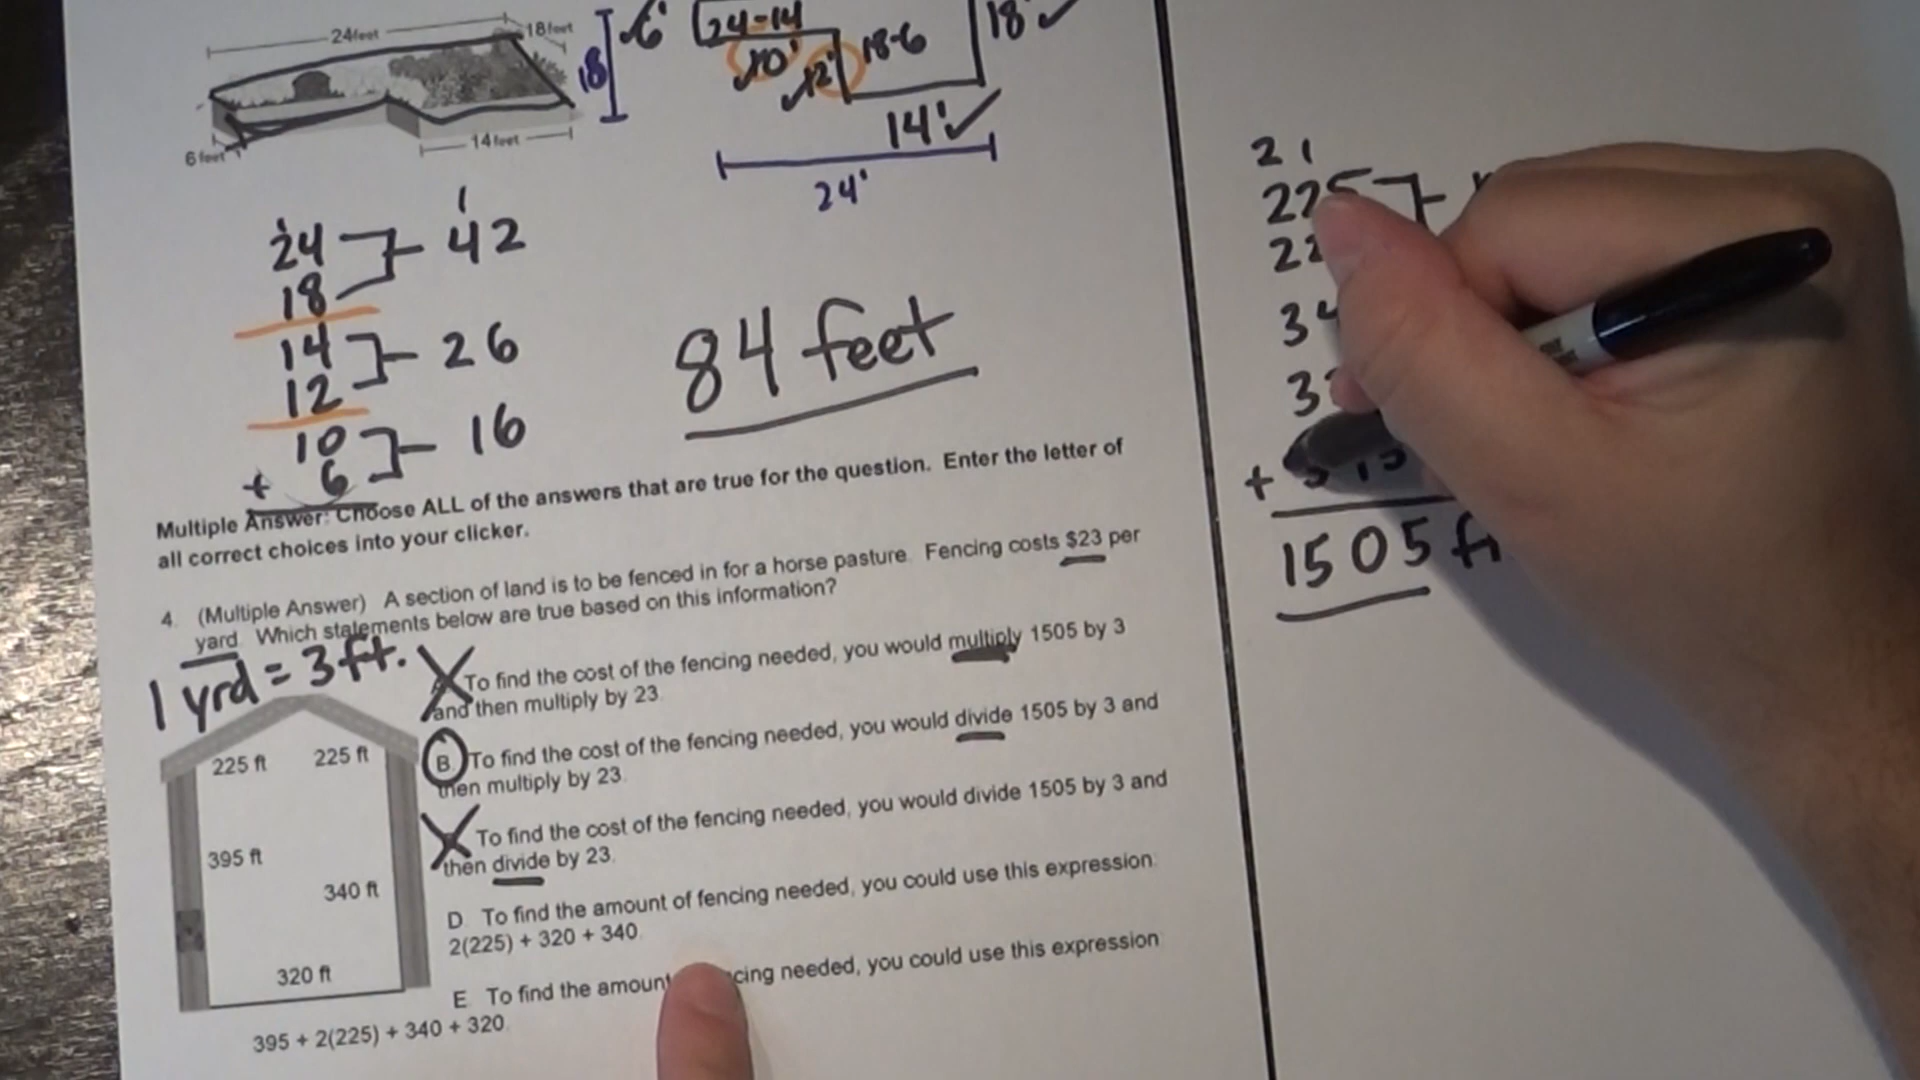 24feet
18feet
6 feet
14 feet
18
6'
24-14
10'
12'
18-6
18'
14'
24'
24
18
42
14
12
26
10
+ 6
16
84 feet
Multiple Answer: Choose ALL of the answers that are true for the question. Enter the letter of
all correct choices into your clicker.
4. (Multiple Answer) A section of land is to be fenced in for a horse pasture. Fencing costs $23 per
yard. Which statements below are true based on this information?
1 yrd = 3 ft.
To find the cost of the fencing needed, you would multiply 1505 by 3
and then multiply by 23.
B. To find the cost of the fencing needed, you would divide 1505 by 3 and
then multiply by 23.
To find the cost of the fencing needed, you would divide 1505 by 3 and
then divide by 23.
D. To find the amount of fencing needed, you could use this expression:
2(225) + 320 + 340.
E. To find the amount needed, you could use this expression
395 + 2(225) + 340 + 320.
225 ft
225 ft
395 ft
340 ft
320 ft
2 1
225
+
1505